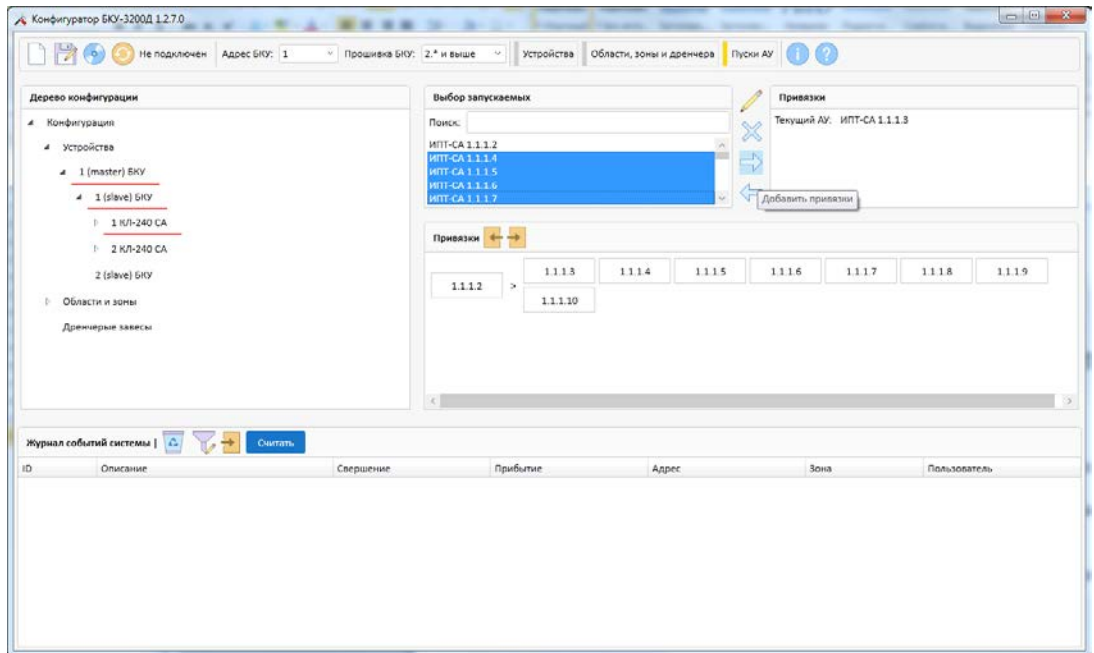 Конфигуратор БКУ-3200Д 1.2.7.0
Не подключен Адрес БКУ: 1 Прошивка БКУ: 2.* и выше Устройства Области, зоны и дренчера Пуски АУ
Дерево конфигурации
Конфигурация
Устройства
1 (master) БКУ
1 (slave) БКУ
1 КЛ-240 СА
2 КЛ-240 СА
2 (slave) БКУ
Области и зоны
Дренчерые завесы
Выбор запускаемых
Поиск:
ИПТ-СА 1.1.1.2
ИПТ-СА 1.1.1.4
ИПТ-СА 1.1.1.5
ИПТ-СА 1.1.1.6
ИПТ-СА 1.1.1.7
Привязки
Текущий АУ: ИПТ-СА 1.1.1.3
Добавить привязки
Привязки
1.1.1.2 > 1.1.1.3 1.1.1.4 1.1.1.5 1.1.1.6 1.1.1.7 1.1.1.8 1.1.1.9
1.1.1.10
Журнал событий системы | Считать
ID Описание Свершение Прибытие Адрес Зона Пользователь